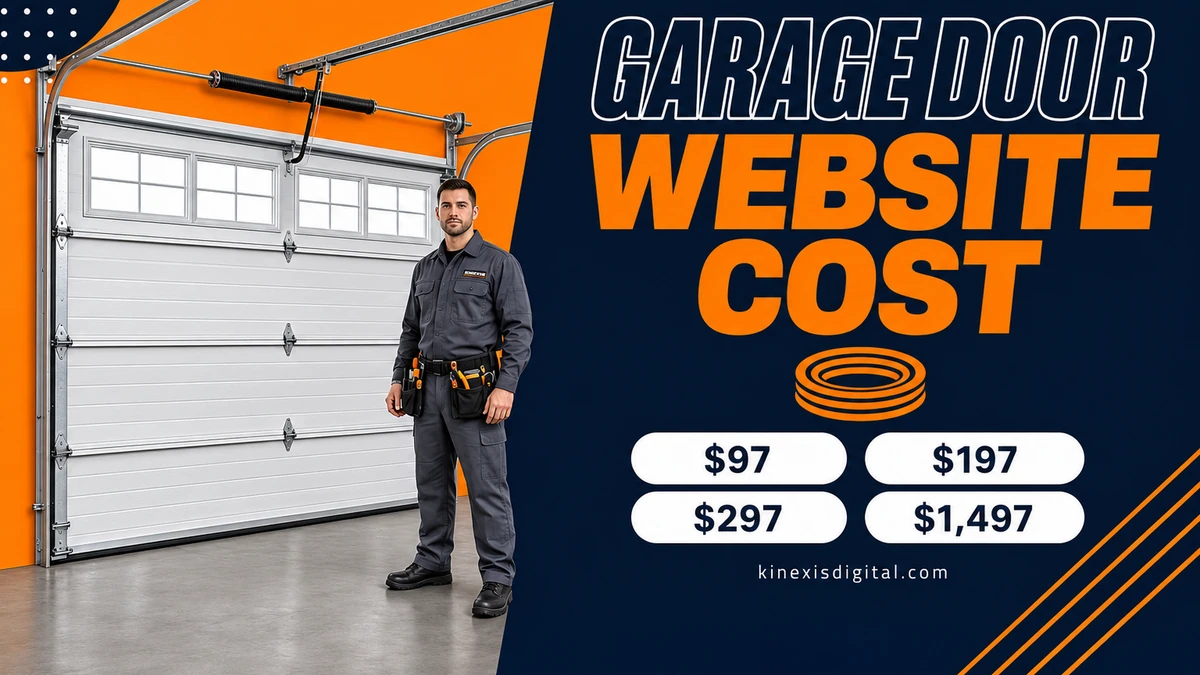 GARAGE DOOR
WEBSITE
COST
$97
$197
$297
$1,497
kinexisdigital.com